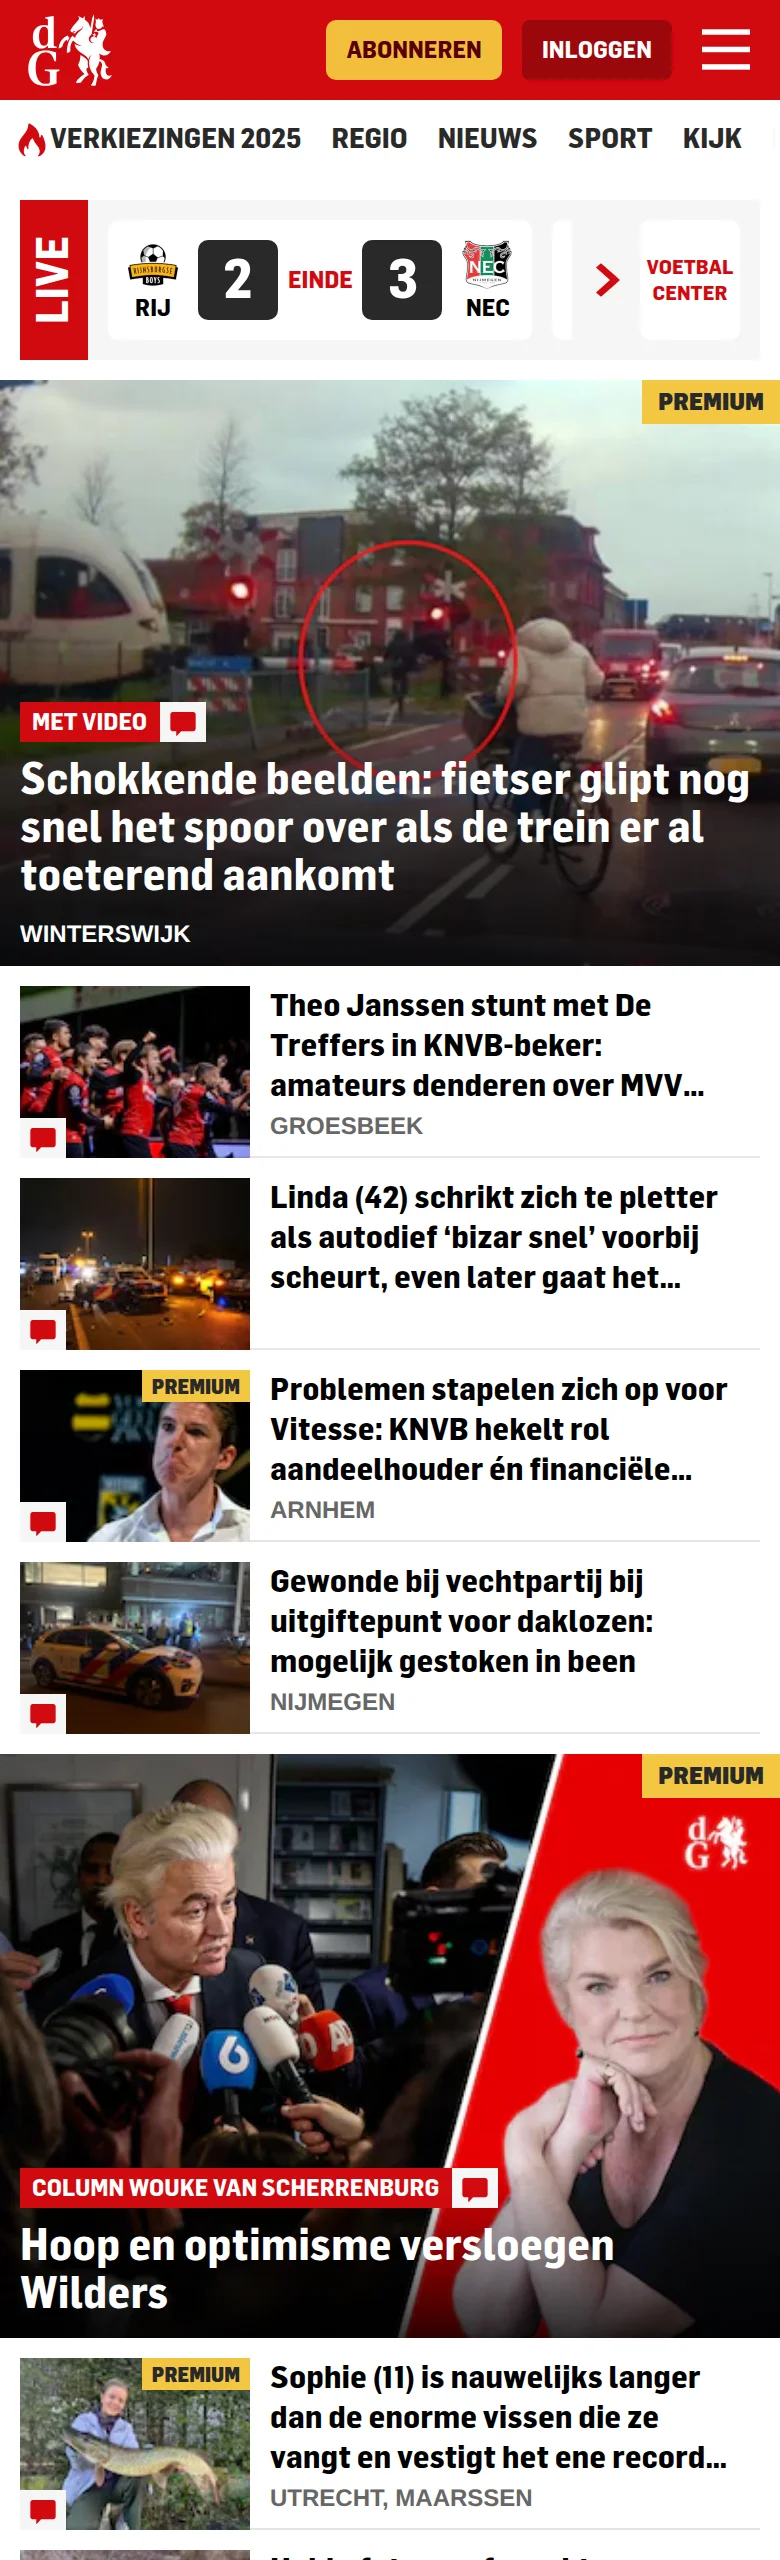 dG
ABONNEREN
INLOGGEN
VERKIEZINGEN 2025
REGIO
NIEUWS
SPORT
KIJK
LIVE
RIJNSBURGSE
BOYS
RIJ
2
EINDE
3
NEC
NIJMEGEN
NEC
VOETBAL
CENTER
PREMIUM
MET VIDEO
Schokkende beelden: fietser glipt nog
snel het spoor over als de trein er al
toeterend aankomt
WINTERSWIJK
Theo Janssen stunt met De
Treffers in KNVB-beker:
amateurs denderen over MVV...
GROESBEEK
Linda (42) schrikt zich te pletter
als autodief ‘bizar snel’ voorbij
scheurt, even later gaat het...
PREMIUM
Problemen stapelen zich op voor
Vitesse: KNVB hekelt rol
aandeelhouder én financiële...
ARNHEM
Gewonde bij vechtpartij bij
uitgiftepunt voor daklozen:
mogelijk gestoken in been
NIJMEGEN
PREMIUM
dG
6
COLUMN WOUKE VAN SCHERRENBURG
Hoop en optimisme versloegen
Wilders
PREMIUM
Sophie (11) is nauwelijks langer
dan de enorme vissen die ze
vangt en vestigt het ene record...
UTRECHT, MAARSSEN